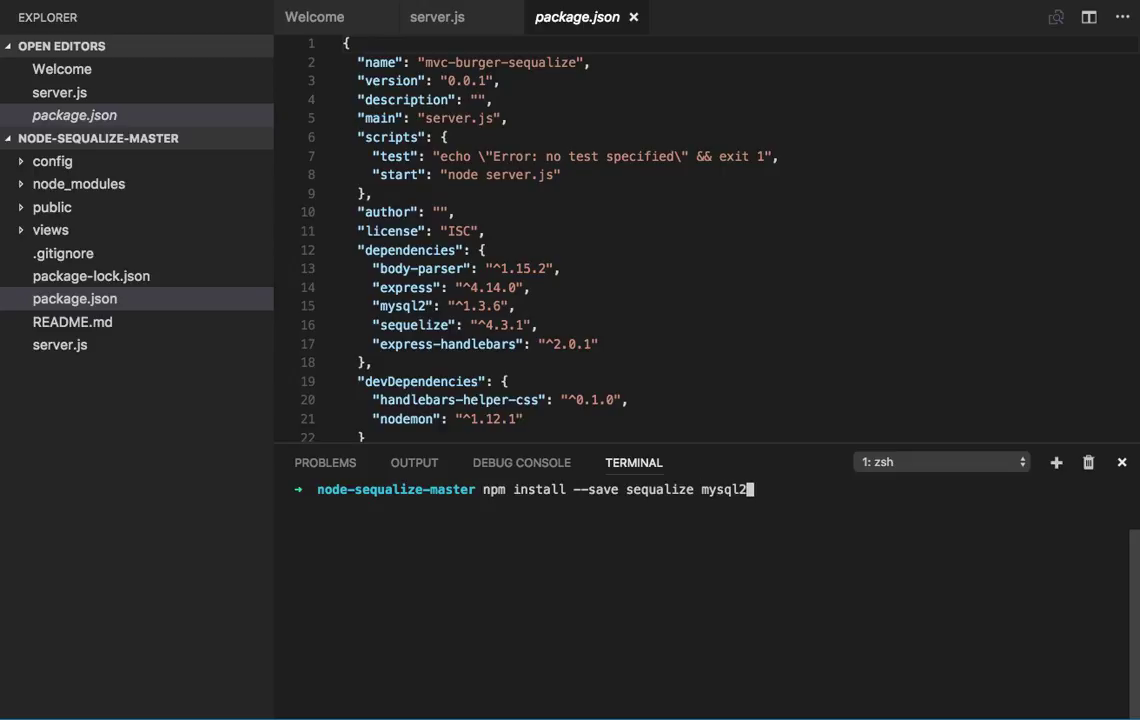 EXPLORER
OPEN EDITORS
Welcome
server.js
package.json
NODE-SEQUALIZE-MASTER
config
node_modules
public
views
.gitignore
package-lock.json
package.json
README.md
server.js
Welcome server.js package.json ×
1 {
2 "name": "mvc-burger-sequalize",
3 "version": "0.0.1",
4 "description": "",
5 "main": "server.js",
6 "scripts": {
7 "test": "echo \"Error: no test specified\" && exit 1",
8 "start": "node server.js"
9 },
10 "author": "",
11 "license": "ISC",
12 "dependencies": {
13 "body-parser": "^1.15.2",
14 "express": "^4.14.0",
15 "mysql2": "^1.3.6",
16 "sequelize": "^4.3.1",
17 "express-handlebars": "^2.0.1"
18 },
19 "devDependencies": {
20 "handlebars-helper-css": "^0.1.0",
21 "nodemon": "^1.12.1"
22 }
PROBLEMS OUTPUT DEBUG CONSOLE TERMINAL 1: zsh
→ node-sequalize-master npm install --save sequalize mysql2